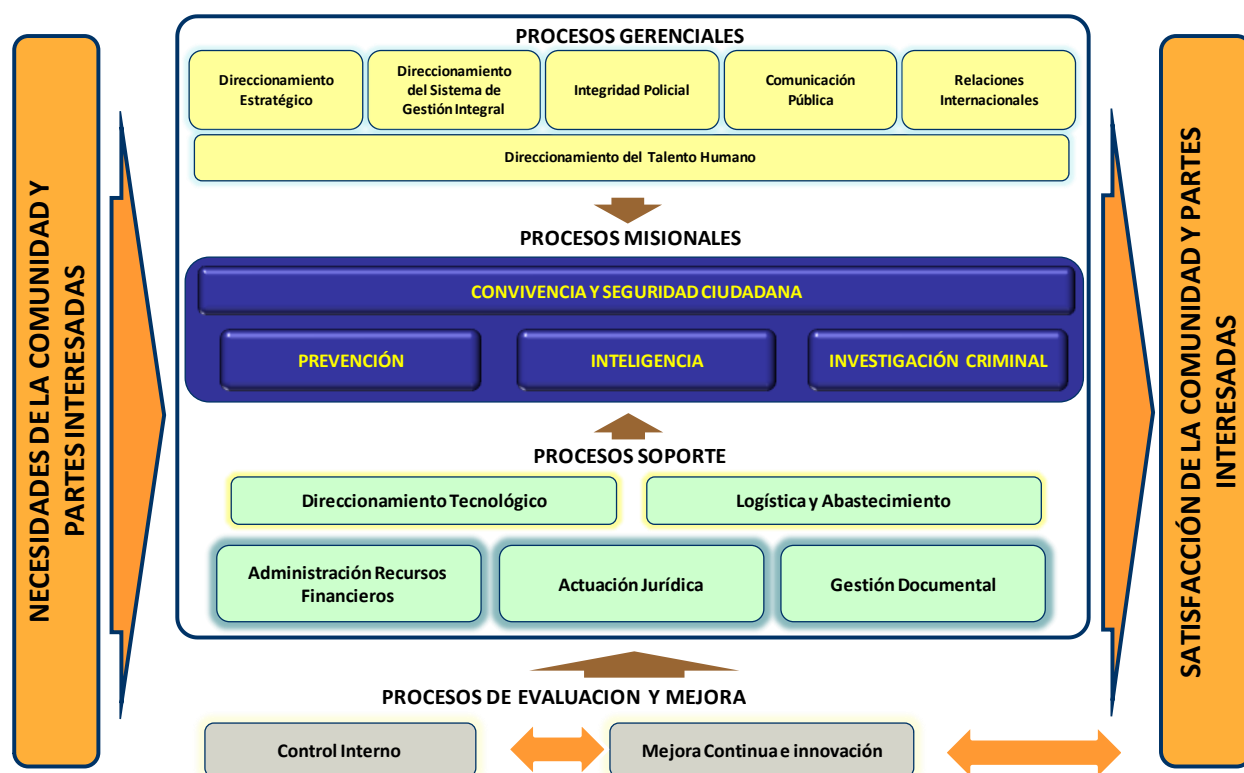 NECESIDADES DE LA COMUNIDAD Y
PARTES INTERESADAS
PROCESOS GERENCIALES
Direccionamiento
Estratégico
Direccionamiento
del Sistema de
Gestión Integral
Integridad Policial
Comunicación
Pública
Relaciones
Internacionales
Direccionamiento del Talento Humano
PROCESOS MISIONALES
CONVIVENCIA Y SEGURIDAD CIUDADANA
PREVENCIÓN
INTELIGENCIA
INVESTIGACIÓN CRIMINAL
PROCESOS SOPORTE
Direccionamiento Tecnológico
Logística y Abastecimiento
Administración Recursos
Financieros
Actuación Jurídica
Gestión Documental
PROCESOS DE EVALUACION Y MEJORA
Control Interno
Mejora Continua e innovación
SATISFACCIÓN DE LA COMUNIDAD Y PARTES
INTERESADAS